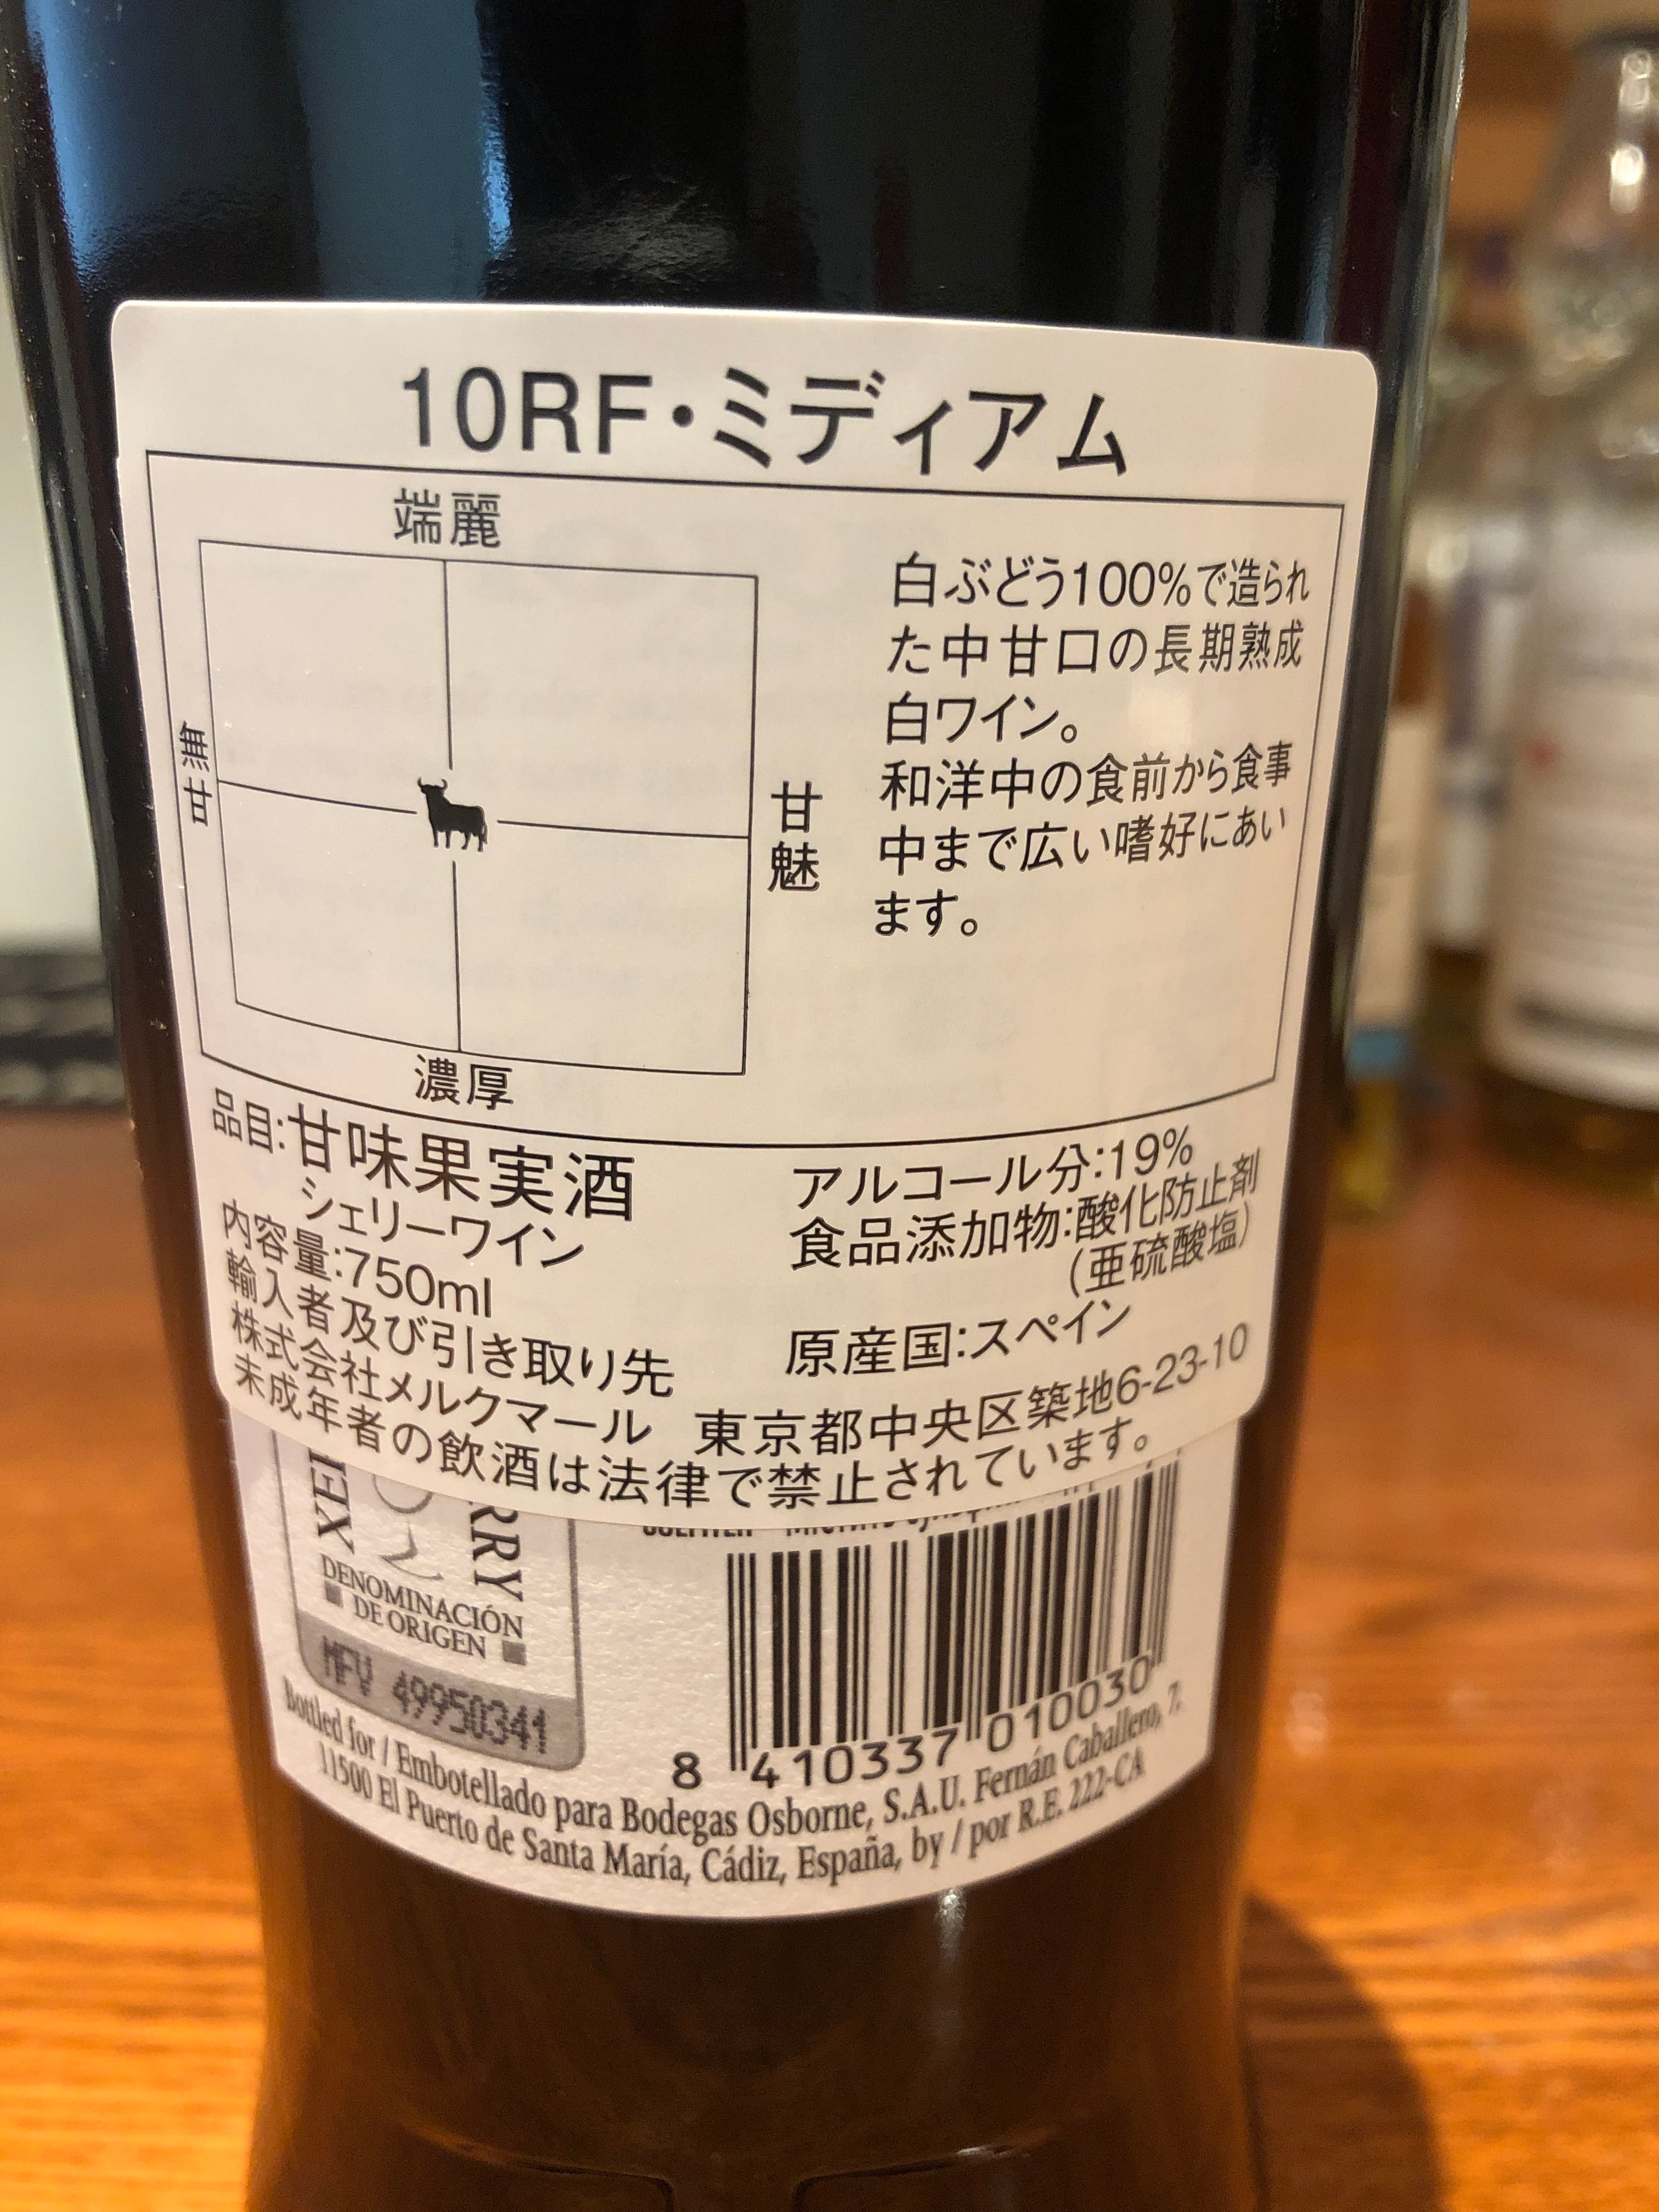 10RF・ミディアム
端麗
無甘
甘魅
濃厚
白ぶどう100%で造られ
た中甘口の長期熟成
白ワイン。
和洋中の食前から食事
中まで広い嗜好にあい
ます。
品目:甘味果実酒
シェリーワイン
内容量:750ml
輸入者及び引き取り先
アルコール分:19%
食品添加物:酸化防止剤
(亜硫酸塩)
原産国:スペイン
株式会社メルクマール 東京都中央区築地6-23-10
未成年者の飲酒は法律で禁止されています。
RRY
DENOMINACIÓN
DE ORIGEN
MFV 49950341
8 410337 010030
Bottled for / Embotellado para Bodegas Osborne, S.A.U. Fernán Caballero, 7.
11500 El Puerto de Santa María, Cádiz, España, by / por R.E. 222-CA